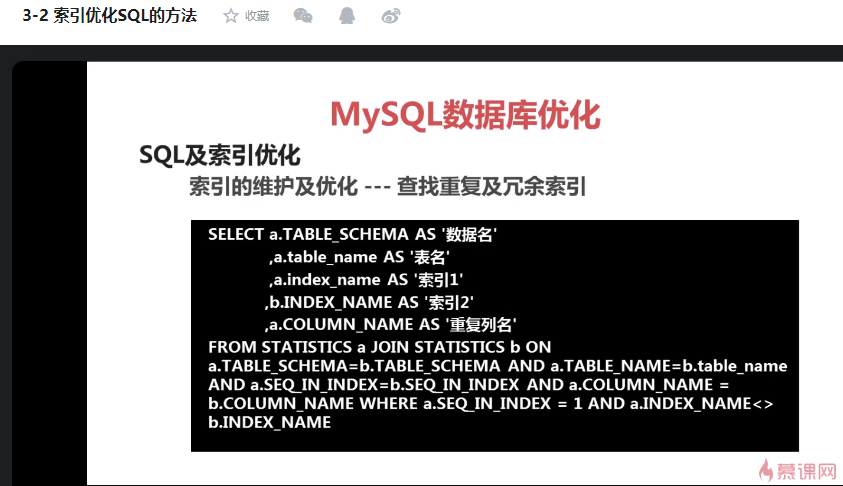 3-2 索引优化SQL的方法 收藏
MySQL数据库优化
SQL及索引优化
索引的维护及优化 --- 查找重复及冗余索引
SELECT a.TABLE_SCHEMA AS '数据名'
,a.table_name AS '表名'
,a.index_name AS '索引1'
,b.INDEX_NAME AS '索引2'
,a.COLUMN_NAME AS '重复列名'
FROM STATISTICS a JOIN STATISTICS b ON
a.TABLE_SCHEMA=b.TABLE_SCHEMA AND a.TABLE_NAME=b.table_name
AND a.SEQ_IN_INDEX=b.SEQ_IN_INDEX AND a.COLUMN_NAME =
b.COLUMN_NAME WHERE a.SEQ_IN_INDEX = 1 AND a.INDEX_NAME<>
b.INDEX_NAME
慕课网